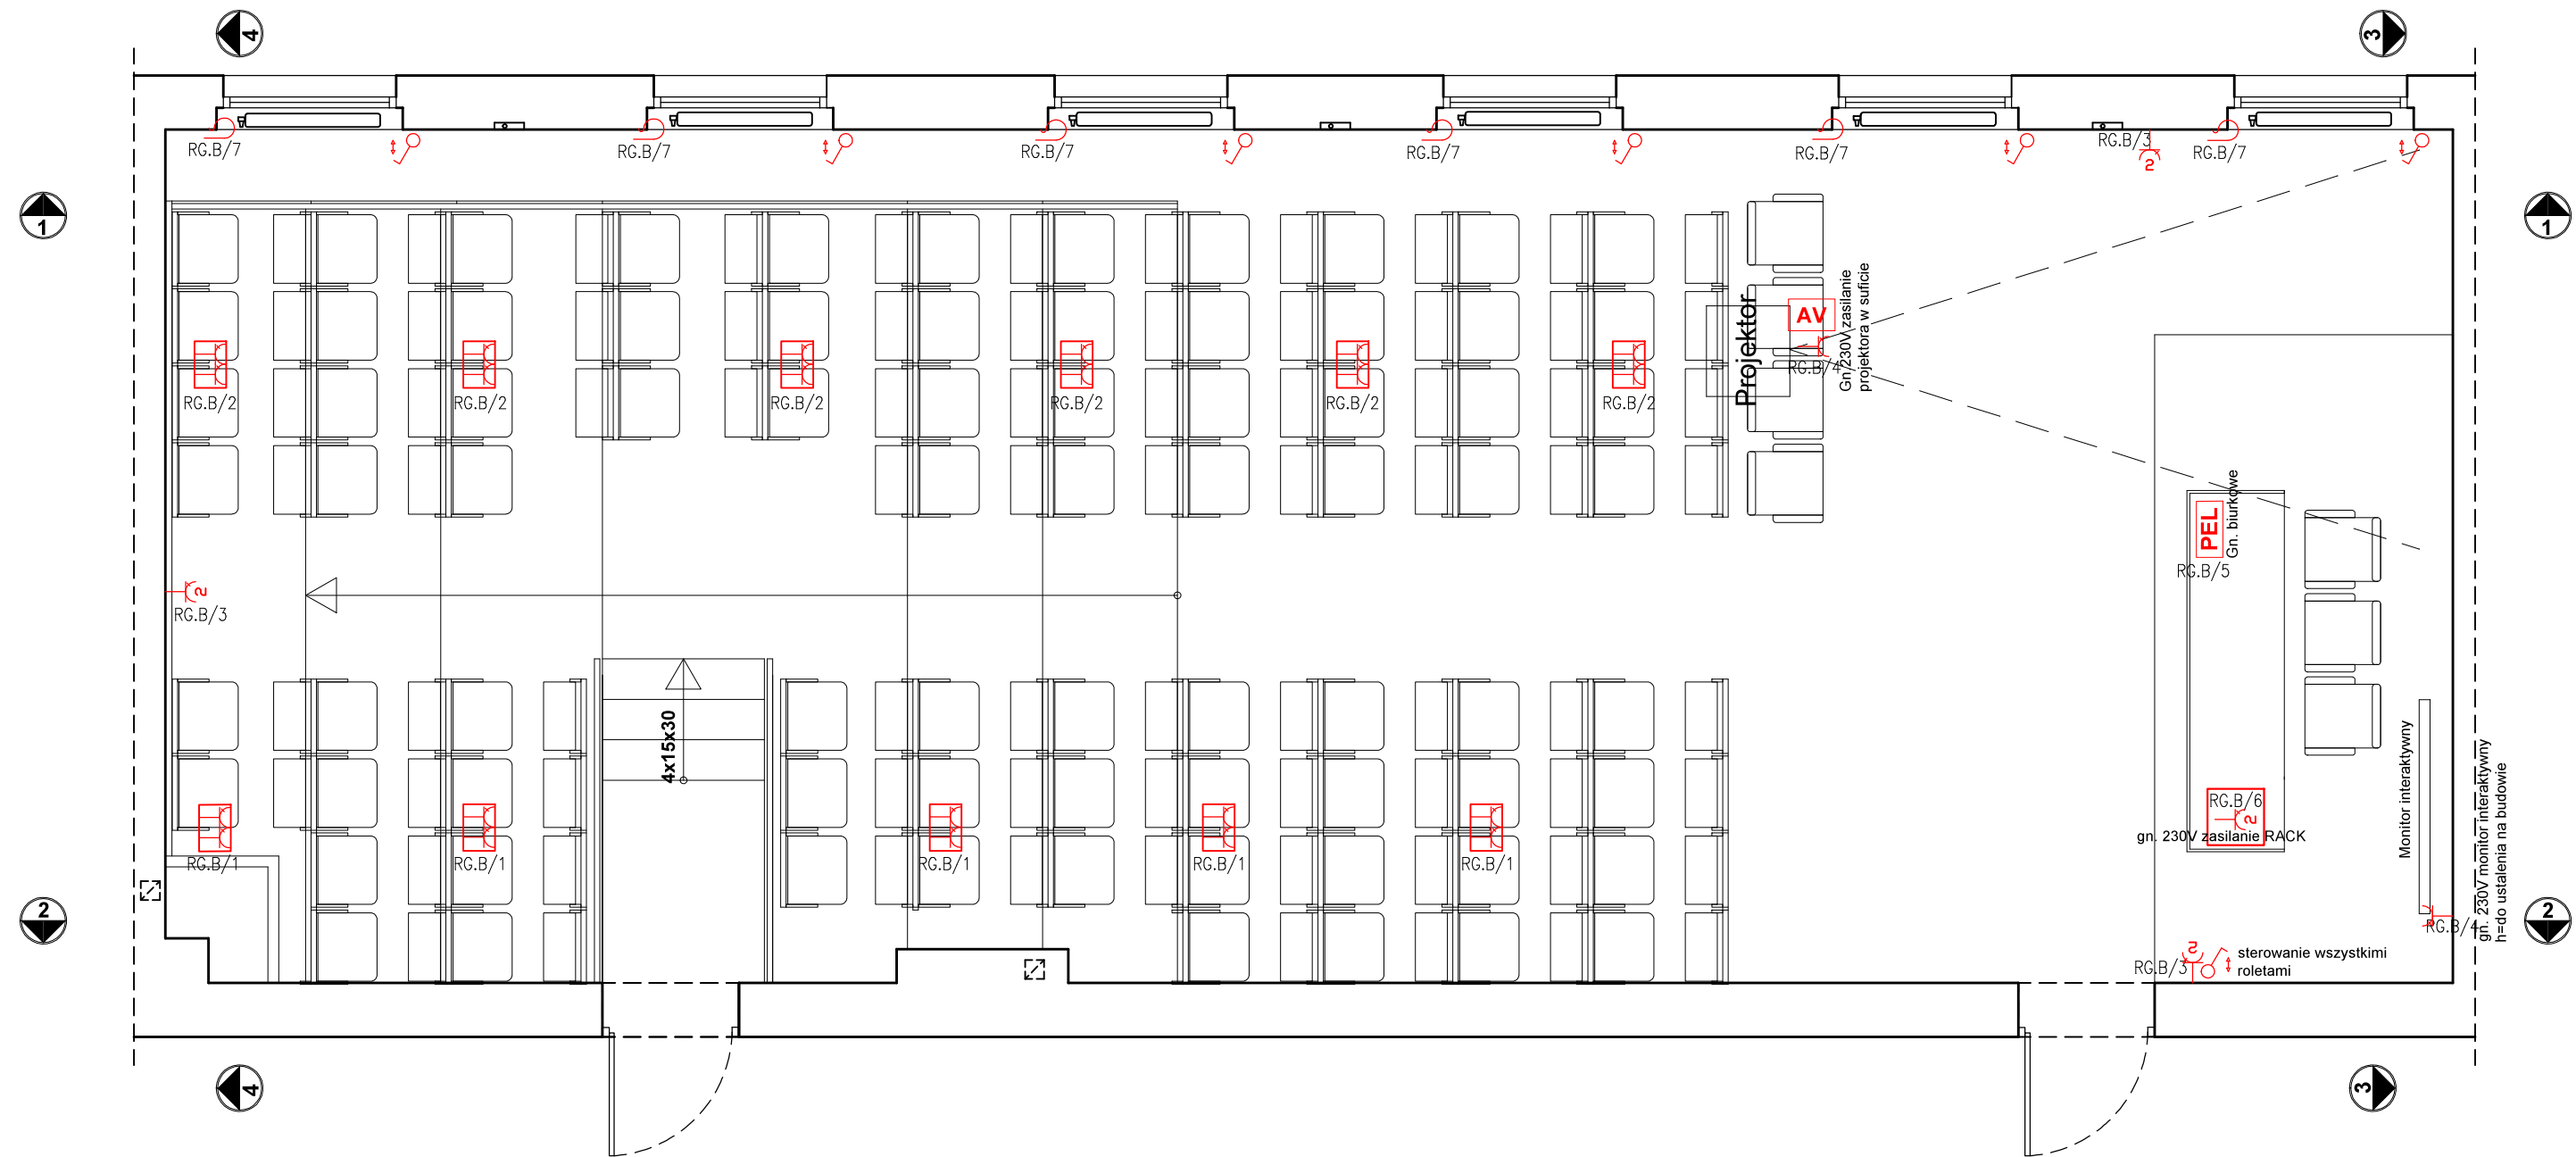 4
3
RG.B/7
RG.B/7
RG.B/7
RG.B/7
RG.B/7
RG.B/3
2
RG.B/7
1
1
Projektor
AV
Gn. 230V zasilanie
projektora w suficie
RG.B/4
RG.B/2
RG.B/2
RG.B/2
RG.B/2
RG.B/2
RG.B/2
PEL
Gn. biurkowe
RG.B/5
2
RG.B/3
4x15x30
Monitor interaktywny
gn. 230V monitor interaktywny
h=do ustalenia na budowie
RG.B/6
2
gn. 230V zasilanie RACK
RG.B/1
RG.B/1
RG.B/1
RG.B/1
RG.B/1
2
2
RG.B/4
2
RG.B/3
sterowanie wszystkimi
roletami
4
3